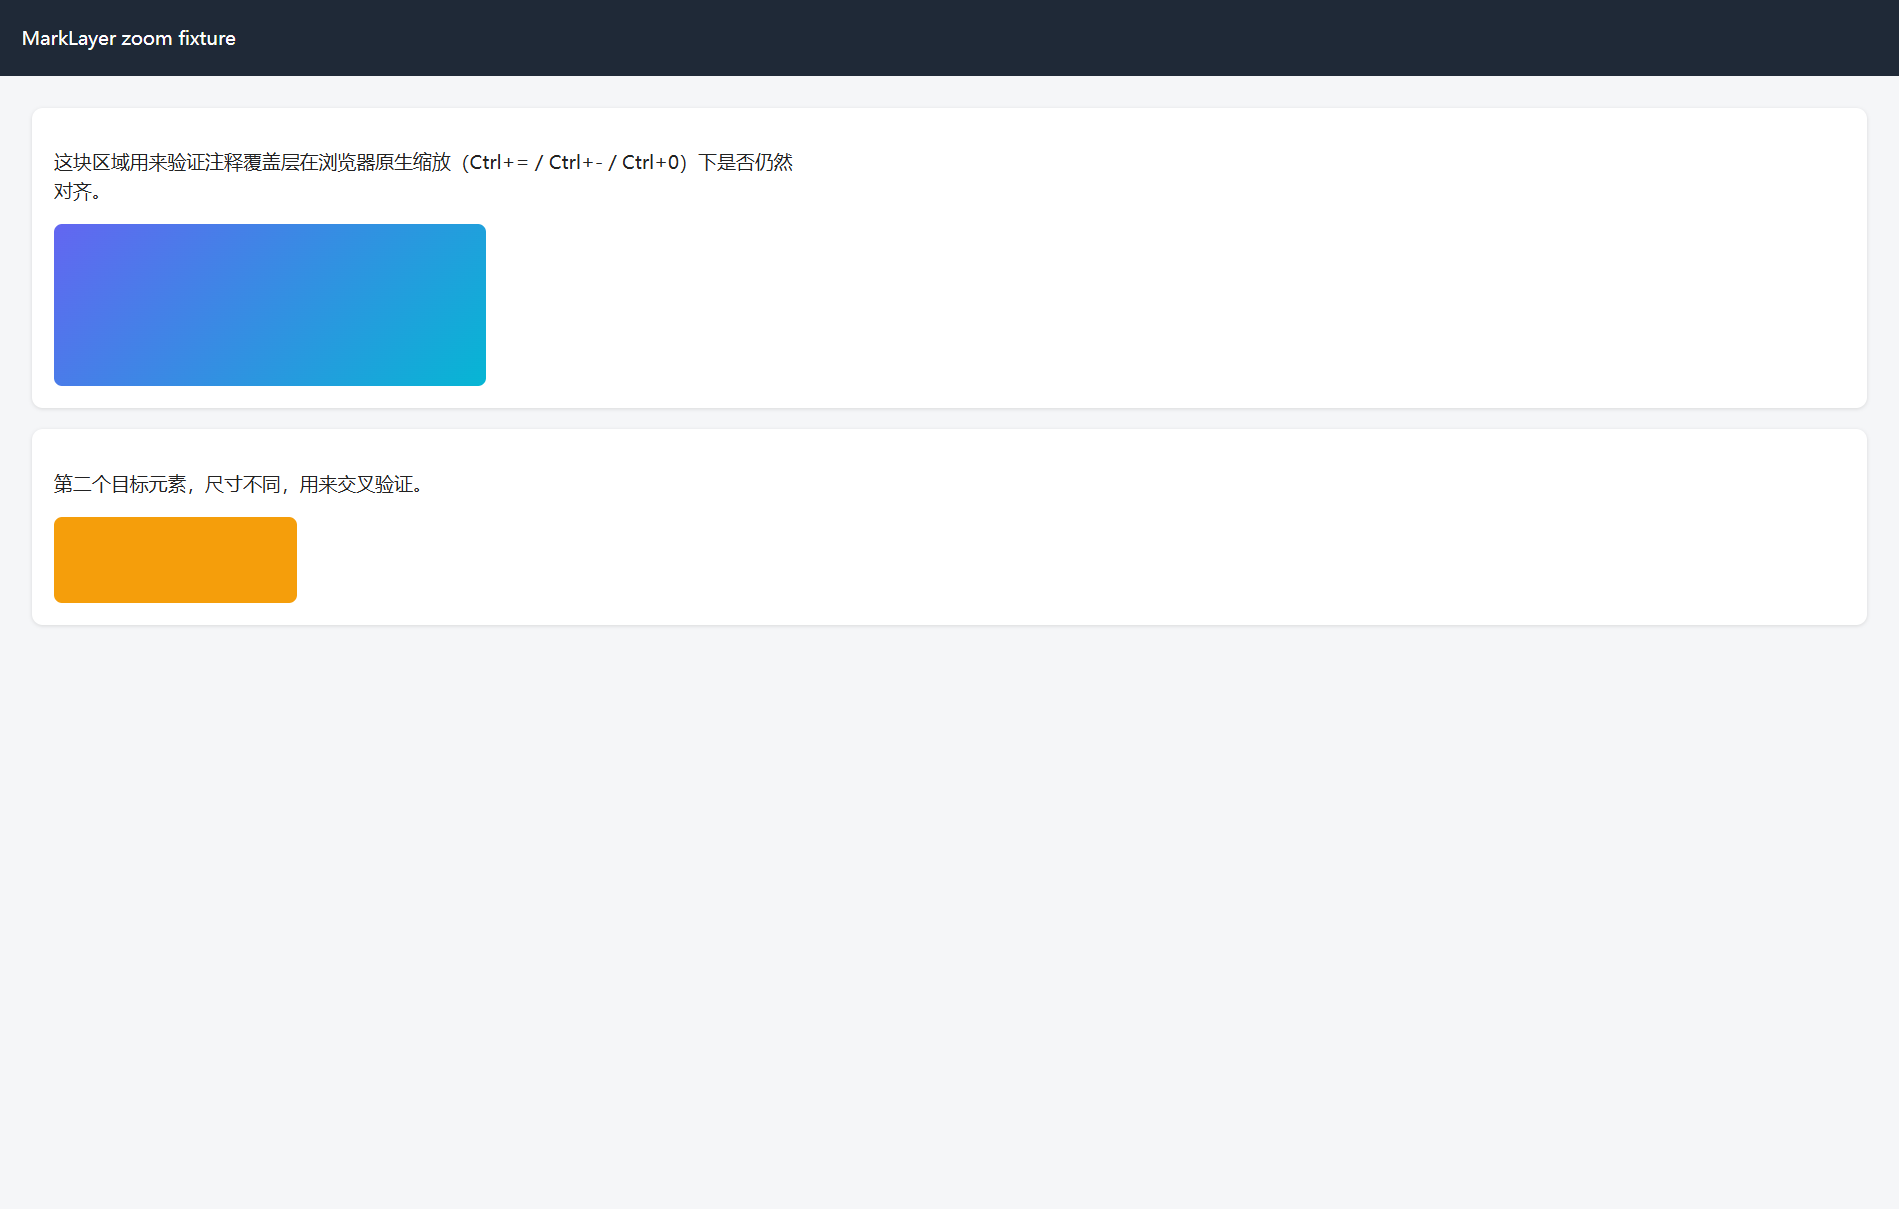 MarkLayer zoom fixture
这块区域用来验证注释覆盖层在浏览器原生缩放（Ctrl+= / Ctrl+- / Ctrl+0）下是否仍然
对齐。
第二个目标元素，尺寸不同，用来交叉验证。